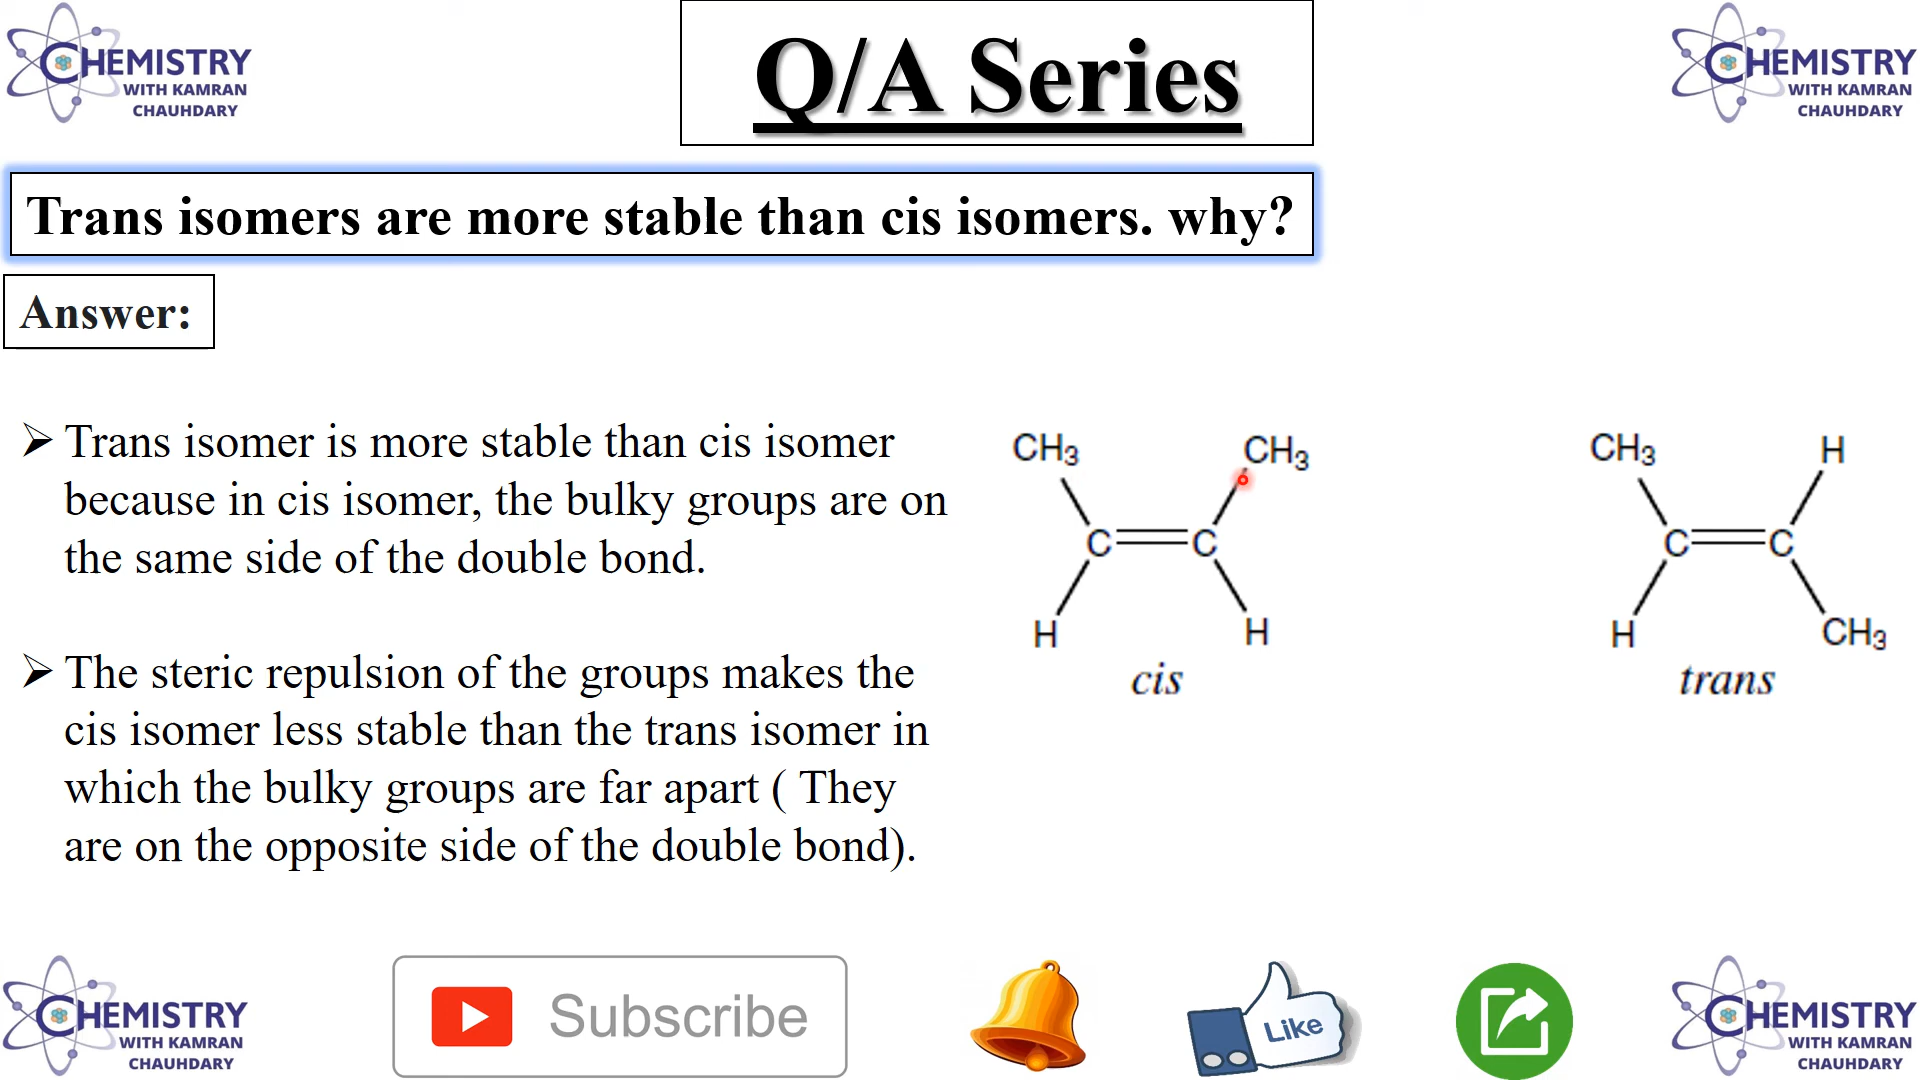 CHEMISTRY
WITH KAMRAN
CHAUHDARY
Q/A Series
CHEMISTRY
WITH KAMRAN
CHAUHDARY
Trans isomers are more stable than cis isomers. why?
Answer:
➢ Trans isomer is more stable than cis isomer
because in cis isomer, the bulky groups are on
the same side of the double bond.
➢ The steric repulsion of the groups makes the
cis isomer less stable than the trans isomer in
which the bulky groups are far apart ( They
are on the opposite side of the double bond).
CH₃ CH₃
C C
H H
cis
CH₃ H
C C
H CH₃
trans
CHEMISTRY
WITH KAMRAN
CHAUHDARY
Subscribe
Like
CHEMISTRY
WITH KAMRAN
CHAUHDARY